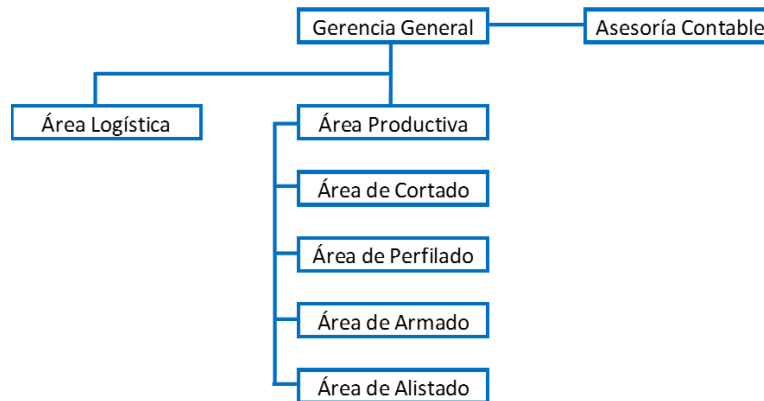 Gerencia General
Asesoría Contable
Área Logística
Área Productiva
Área de Cortado
Área de Perfilado
Área de Armado
Área de Alistado